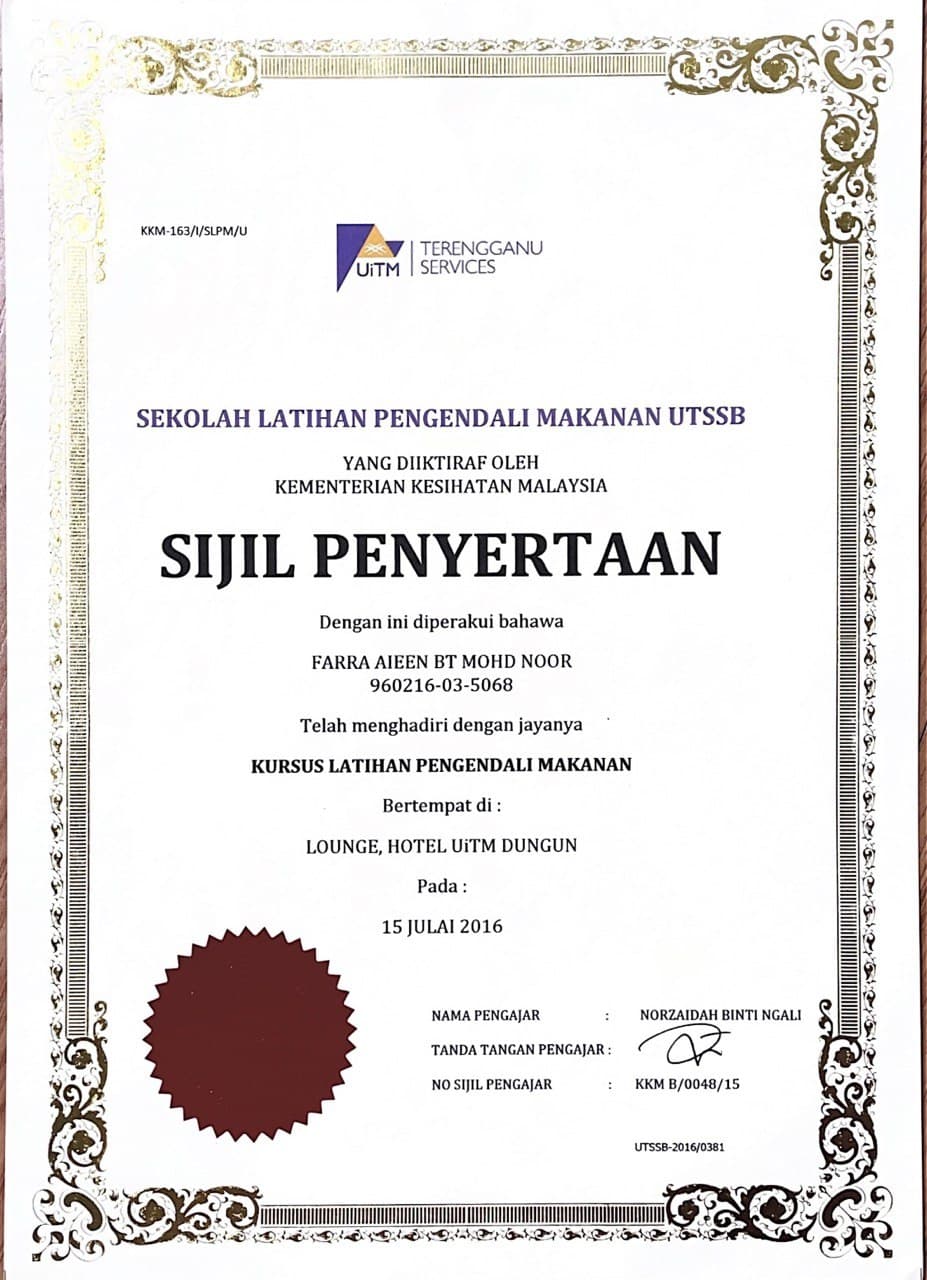 KKM-163/I/SLPM/U
UiTM
TERENGGANU
SERVICES
SEKOLAH LATIHAN PENGENDALI MAKANAN UTSSB
YANG DIIKTIRAF OLEH
KEMENTERIAN KESIHATAN MALAYSIA
SIJIL PENYERTAAN
Dengan ini diperakui bahawa
FARRA AIEEN BT MOHD NOOR
960216-03-5068
Telah menghadiri dengan jayanya
KURSUS LATIHAN PENGENDALI MAKANAN
Bertempat di :
LOUNGE, HOTEL UiTM DUNGUN
Pada :
15 JULAI 2016
NAMA PENGAJAR : NORZAIDAH BINTI NGALI
TANDA TANGAN PENGAJAR :
NO SIJIL PENGAJAR : KKM B/0048/15
UTSSB-2016/0381